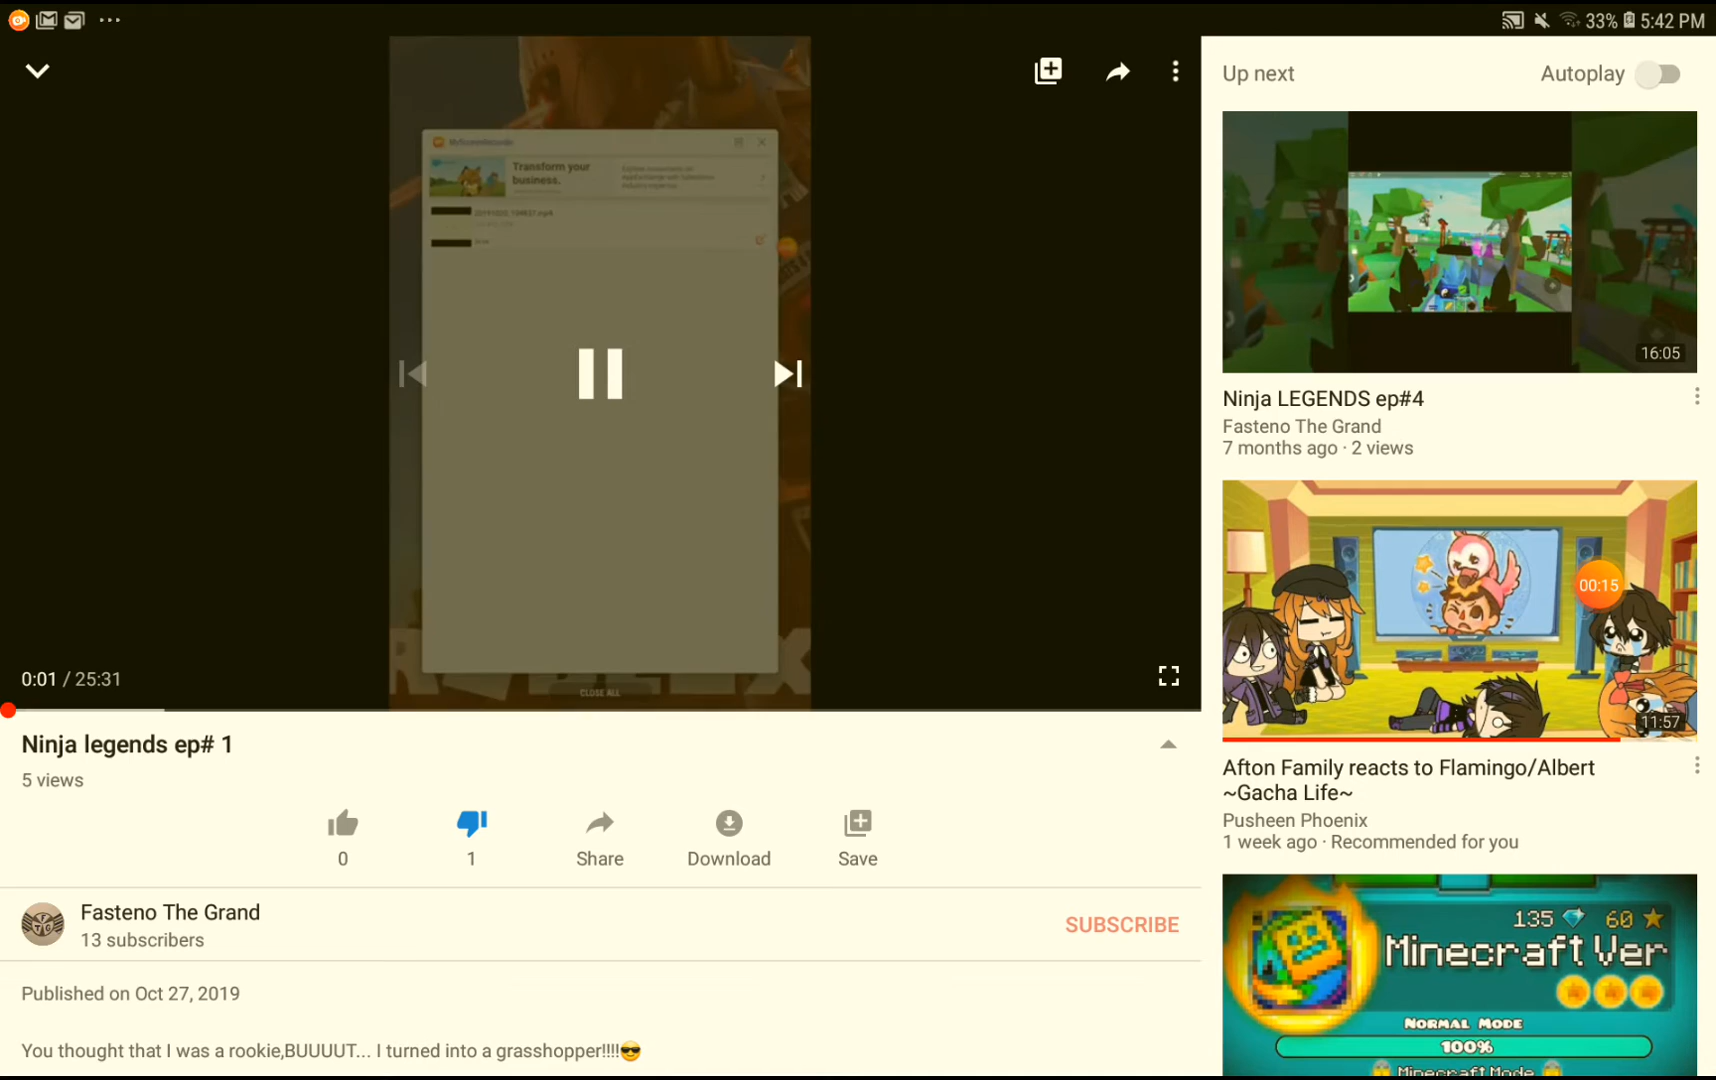 33% 5:42 PM
Transform your
business.
CLOSE ALL
0:01 / 25:31
Ninja legends ep# 1
5 views
0
1
Share
Download
Save
Fasteno The Grand
13 subscribers
SUBSCRIBE
Published on Oct 27, 2019
You thought that I was a rookie,BUUUUT... I turned into a grasshopper!!!!😎
Up next
Autoplay
16:05
Ninja LEGENDS ep#4
Fasteno The Grand
7 months ago · 2 views
00:15
11:57
Afton Family reacts to Flamingo/Albert
~Gacha Life~
Pusheen Phoenix
1 week ago · Recommended for you
135 60
Minecraft Ver
NORMAL MODE
100%
Minecraft Mode